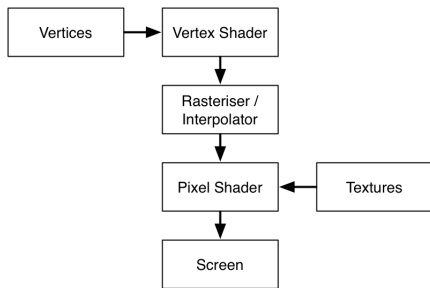 Vertices
Vertex Shader
Rasteriser /
Interpolator
Pixel Shader
Textures
Screen